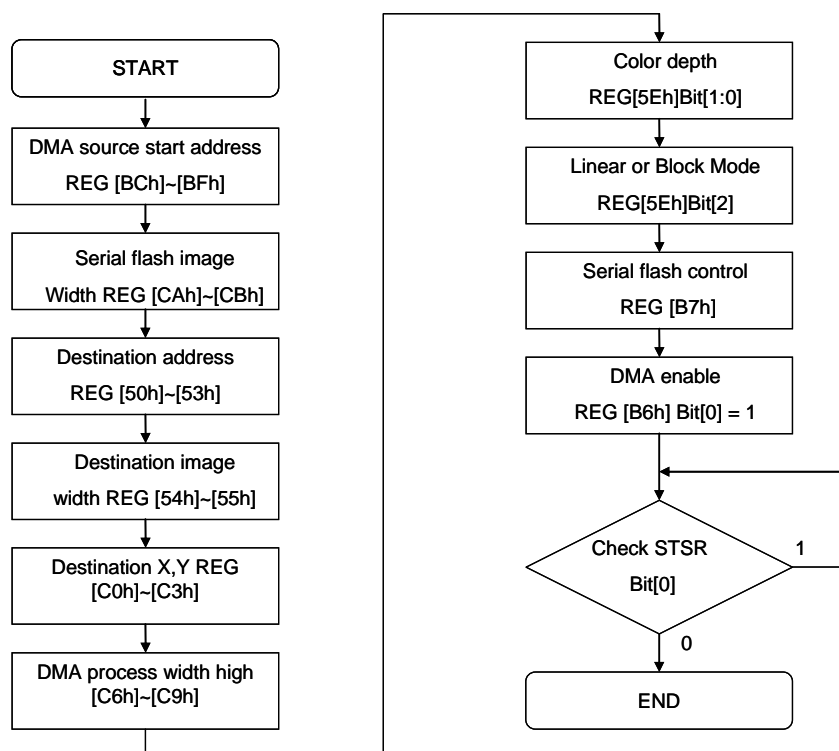 START
DMA source start address
REG [BCh]~[BFh]
Serial flash image
Width REG [CAh]~[CBh]
Destination address
REG [50h]~[53h]
Destination image
width REG [54h]~[55h]
Destination X,Y REG
[C0h]~[C3h]
DMA process width high
[C6h]~[C9h]
Color depth
REG[5Eh]Bit[1:0]
Linear or Block Mode
REG[5Eh]Bit[2]
Serial flash control
REG [B7h]
DMA enable
REG [B6h] Bit[0] = 1
Check STSR
Bit[0]
1
0
END